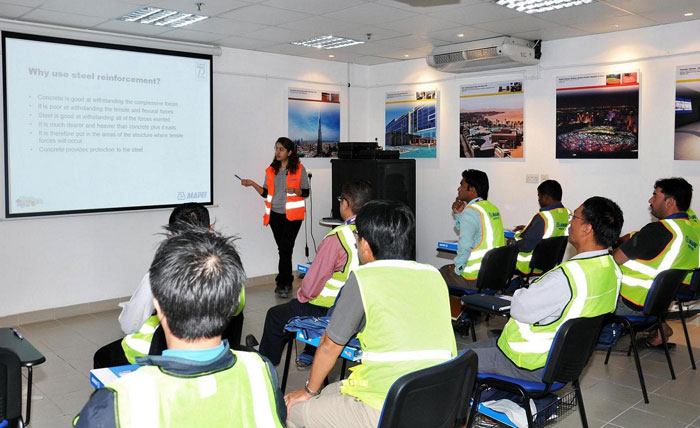 Why use steel reinforcement?
• Concrete is good at withstanding the compressive forces
• It is poor at withstanding the tensile and flexural forces
• Steel is good at withstanding all of the forces exerted
• It is much dearer and heavier than concrete plus it rusts
• It is therefore put in the areas of the structure where tensile
forces will occur
• Concrete provides protection to the steel
MAPEI